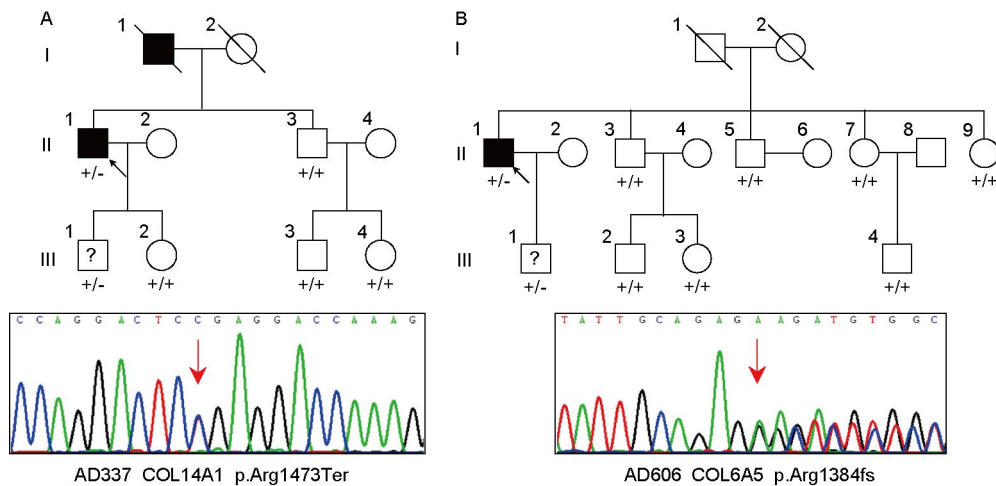 A
B
1 2
1 2
I
I
1 2 3 4
1 2 3 4 5 6 7 8 9
II
II
+/- +/+
+/- +/+ +/+ +/+ +/+
1 ? 2 3 4
1 ? 2 3 4
III
III
+/- +/+ +/+ +/+
+/- +/+ +/+ +/+
C C A G G A C T C C G A G G A C C A A A G
T A T T G C A G A G A A G A T G T G G C
AD337 COL14A1 p.Arg1473Ter
AD606 COL6A5 p.Arg1384fs